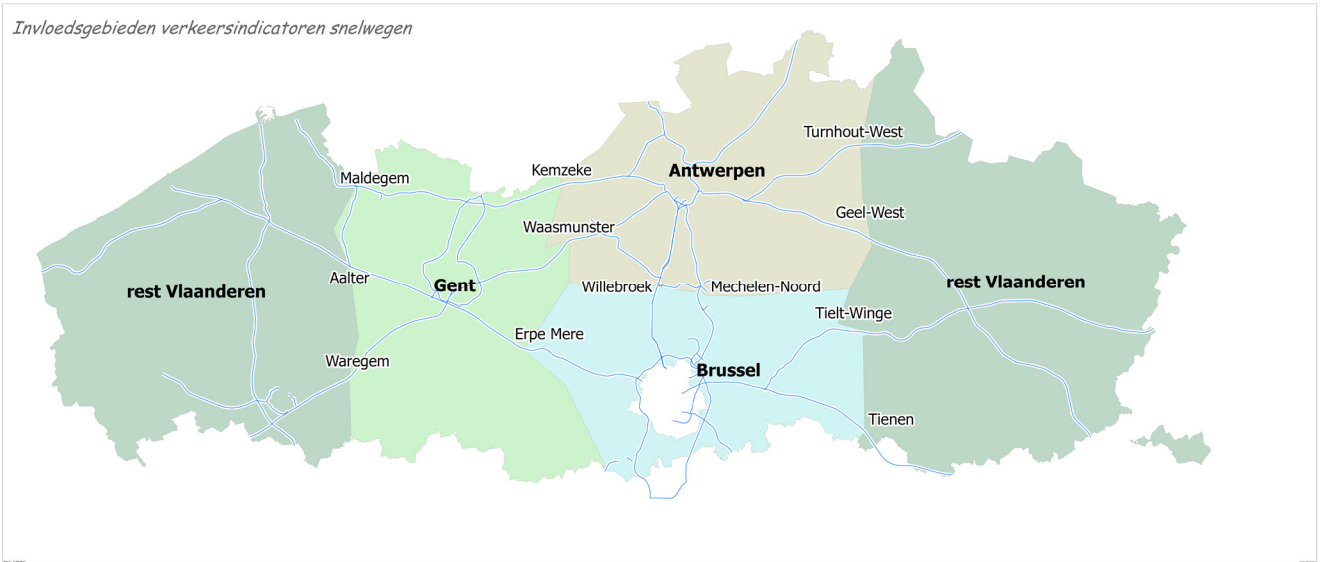 Invloedsgebieden verkeersindicatoren snelwegen
Turnhout-West
Kemzeke
Antwerpen
Maldegem
Geel-West
Waasmunster
Aalter
rest Vlaanderen
Gent
Willebroek
Mechelen-Noord
rest Vlaanderen
Tielt-Winge
Erpe Mere
Waregem
Brussel
Tienen